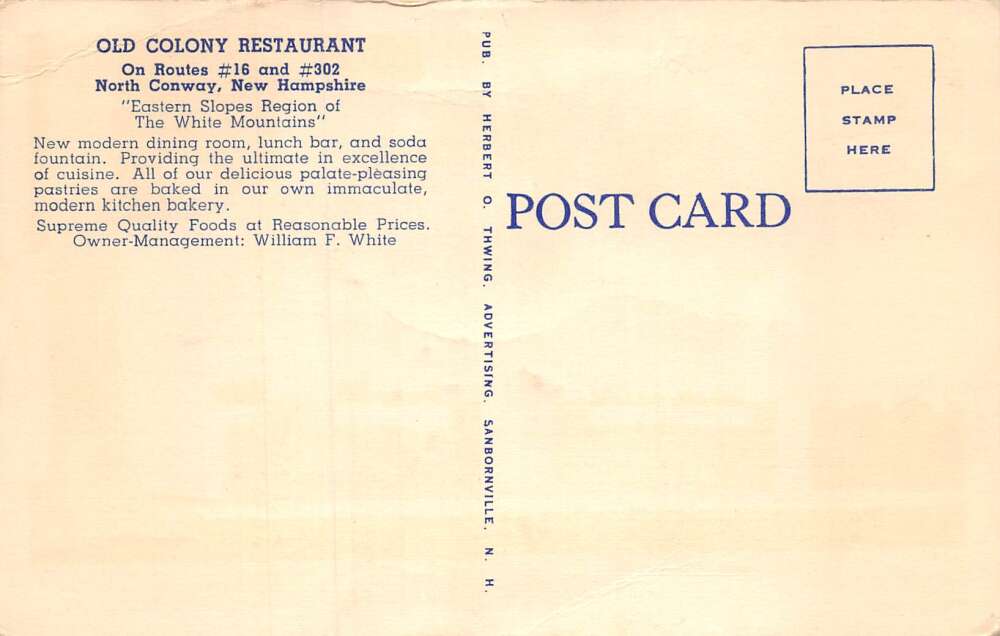 OLD COLONY RESTAURANT
On Routes #16 and #302
North Conway, New Hampshire
"Eastern Slopes Region of
The White Mountains"
New modern dining room, lunch bar, and soda
fountain. Providing the ultimate in excellence
of cuisine. All of our delicious palate-pleasing
pastries are baked in our own immaculate,
modern kitchen bakery.
Supreme Quality Foods at Reasonable Prices.
Owner-Management: William F. White
PUB. BY HERBERT O. THWING. ADVERTISING. SANBORNVILLE. N. H.
POST CARD
PLACE
STAMP
HERE